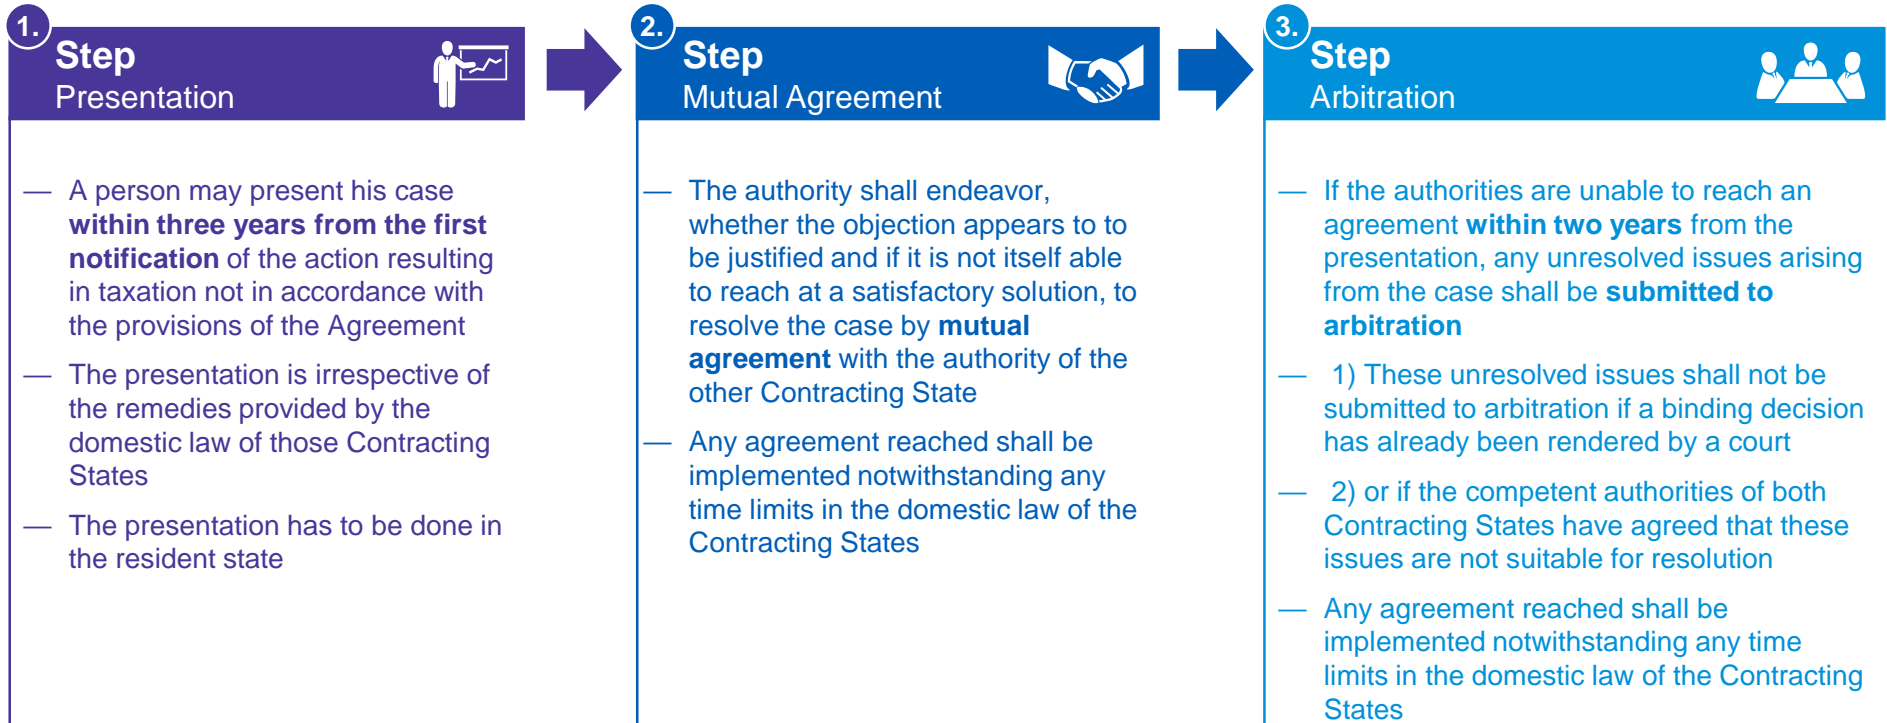 1.
Step
Presentation
— A person may present his case
within three years from the first
notification of the action resulting
in taxation not in accordance with
the provisions of the Agreement
— The presentation is irrespective of
the remedies provided by the
domestic law of those Contracting
States
— The presentation has to be done in
the resident state
2.
Step
Mutual Agreement
— The authority shall endeavor,
whether the objection appears to to
be justified and if it is not itself able
to reach at a satisfactory solution, to
resolve the case by mutual
agreement with the authority of the
other Contracting State
— Any agreement reached shall be
implemented notwithstanding any
time limits in the domestic law of the
Contracting States
3.
Step
Arbitration
— If the authorities are unable to reach an
agreement within two years from the
presentation, any unresolved issues arising
from the case shall be submitted to
arbitration
— 1) These unresolved issues shall not be
submitted to arbitration if a binding decision
has already been rendered by a court
— 2) or if the competent authorities of both
Contracting States have agreed that these
issues are not suitable for resolution
— Any agreement reached shall be
implemented notwithstanding any time
limits in the domestic law of the Contracting
States